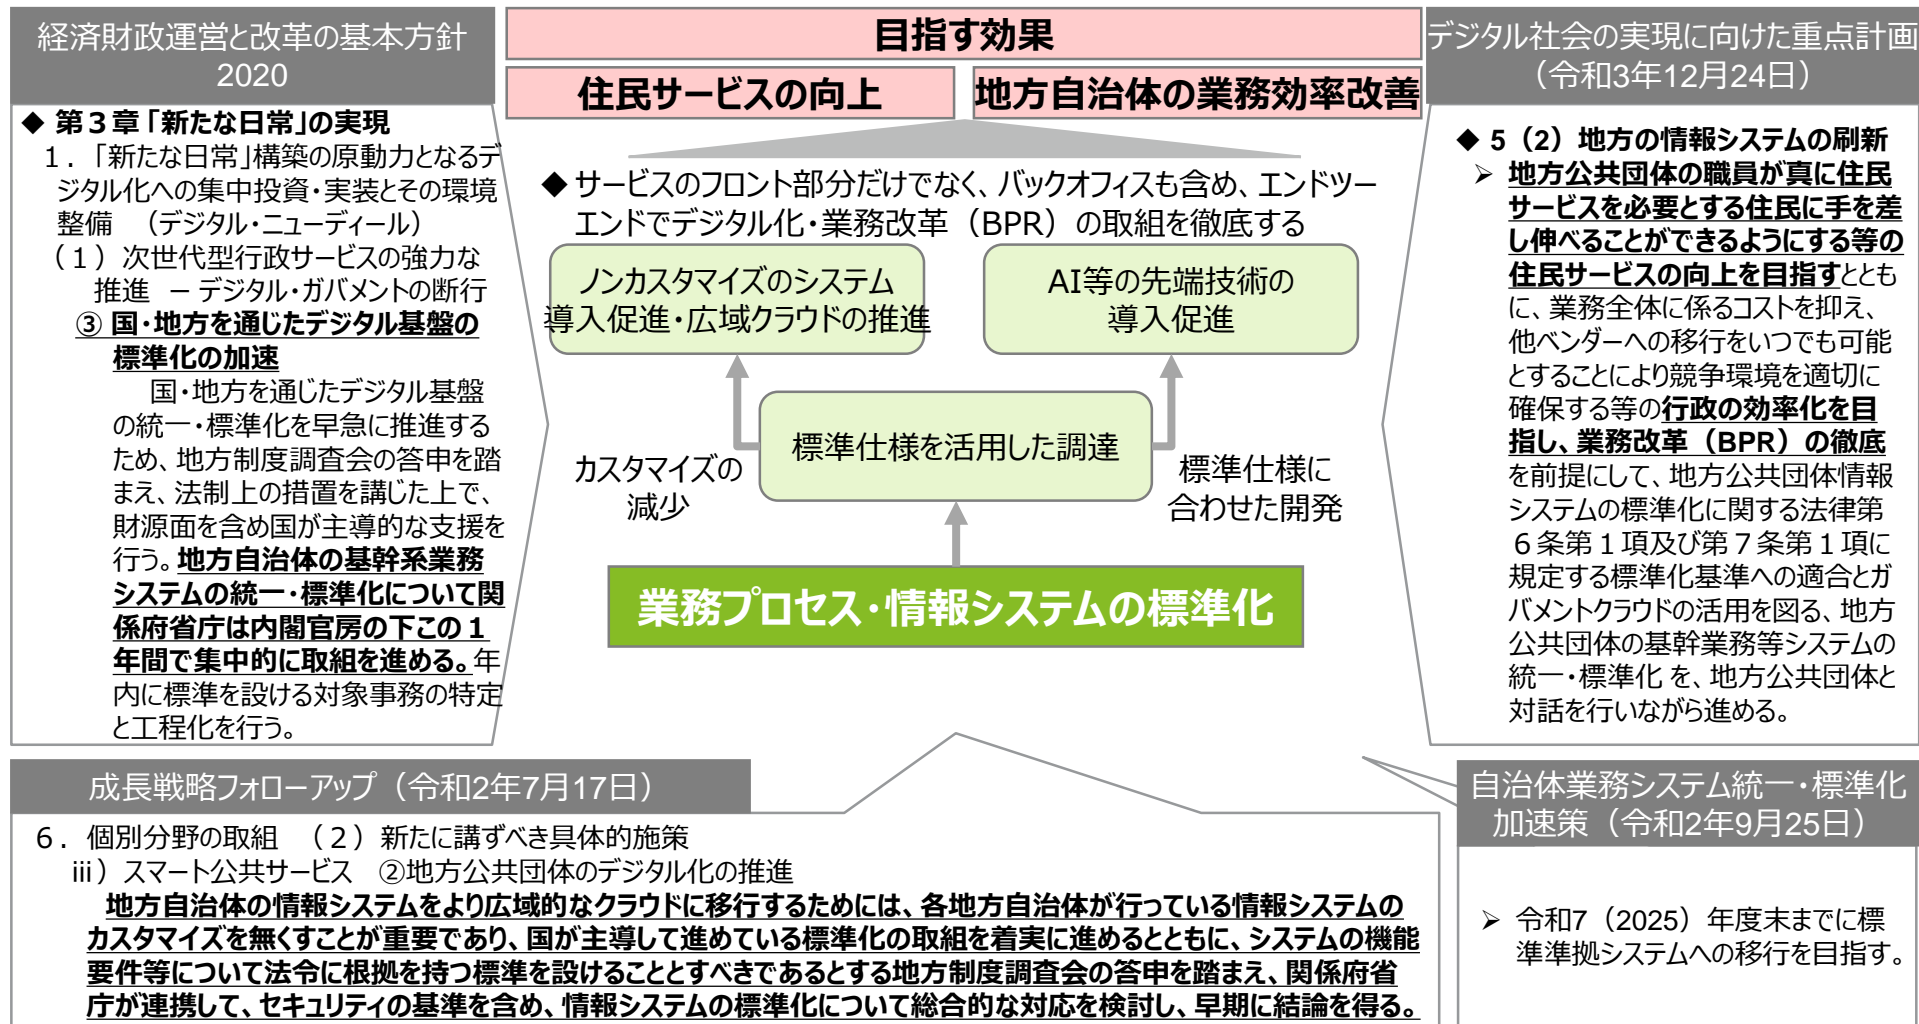 経済財政運営と改革の基本方針
2020
◆ 第３章「新たな日常」の実現
１．「新たな日常」構築の原動力となるデ
ジタル化への集中投資・実装とその環境
整備　（デジタル・ニューディール）
（１）次世代型行政サービスの強力な
推進　－ デジタル・ガバメントの断行
③ 国・地方を通じたデジタル基盤の
標準化の加速
国・地方を通じたデジタル基盤
の統一・標準化を早急に推進する
ため、地方制度調査会の答申を踏
まえ、法制上の措置を講じた上で、
財源面を含め国が主導的な支援を
行う。地方自治体の基幹系業務
システムの統一・標準化について関
係府省庁は内閣官房の下この１
年間で集中的に取組を進める。年
内に標準を設ける対象事務の特定
と工程化を行う。
目指す効果
住民サービスの向上
地方自治体の業務効率改善
◆ サービスのフロント部分だけでなく、バックオフィスも含め、エンドツー
エンドでデジタル化・業務改革（BPR）の取組を徹底する
ノンカスタマイズのシステム
導入促進・広域クラウドの推進
AI等の先端技術の
導入促進
標準仕様を活用した調達
カスタマイズの
減少
標準仕様に
合わせた開発
業務プロセス・情報システムの標準化
デジタル社会の実現に向けた重点計画
（令和3年12月24日）
◆ 5（2）地方の情報システムの刷新
➢ 地方公共団体の職員が真に住民
サービスを必要とする住民に手を差
し伸べることができるようにする等の
住民サービスの向上を目指すととも
に、業務全体に係るコストを抑え、
他ベンダーへの移行をいつでも可能
とすることにより競争環境を適切に
確保する等の行政の効率化を目
指し、業務改革（BPR）の徹底
を前提にして、地方公共団体情報
システムの標準化に関する法律第
６条第１項及び第７条第１項に
規定する標準化基準への適合とガ
バメントクラウドの活用を図る、地方
公共団体の基幹業務等システムの
統一・標準化 を、地方公共団体と
対話を行いながら進める。
成長戦略フォローアップ（令和2年7月17日）
６．個別分野の取組　（２）新たに講ずべき具体的施策
ⅲ）スマート公共サービス　②地方公共団体のデジタル化の推進
地方自治体の情報システムをより広域的なクラウドに移行するためには、各地方自治体が行っている情報システムの
カスタマイズを無くすことが重要であり、国が主導して進めている標準化の取組を着実に進めるとともに、システムの機能
要件等について法令に根拠を持つ標準を設けることとすべきであるとする地方制度調査会の答申を踏まえ、関係府省
庁が連携して、セキュリティの基準を含め、情報システムの標準化について総合的な対応を検討し、早期に結論を得る。
自治体業務システム統一・標準化
加速策（令和2年9月25日）
➢ 令和7（2025）年度末までに標
準準拠システムへの移行を目指す。